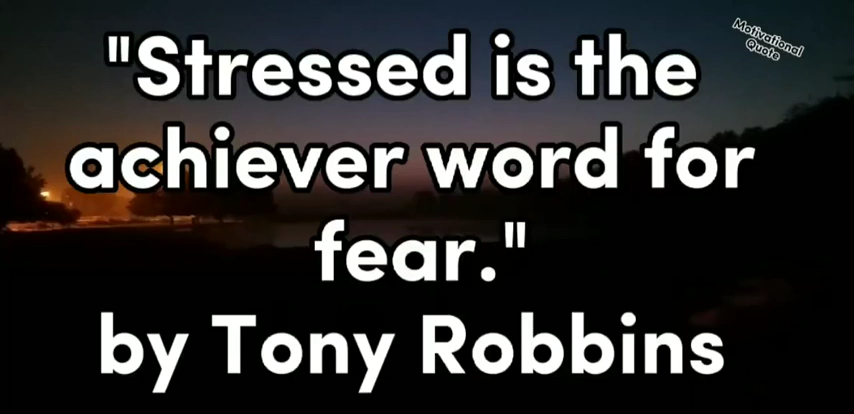 Motivational
Quote
"Stressed is the
achiever word for
fear."
by Tony Robbins